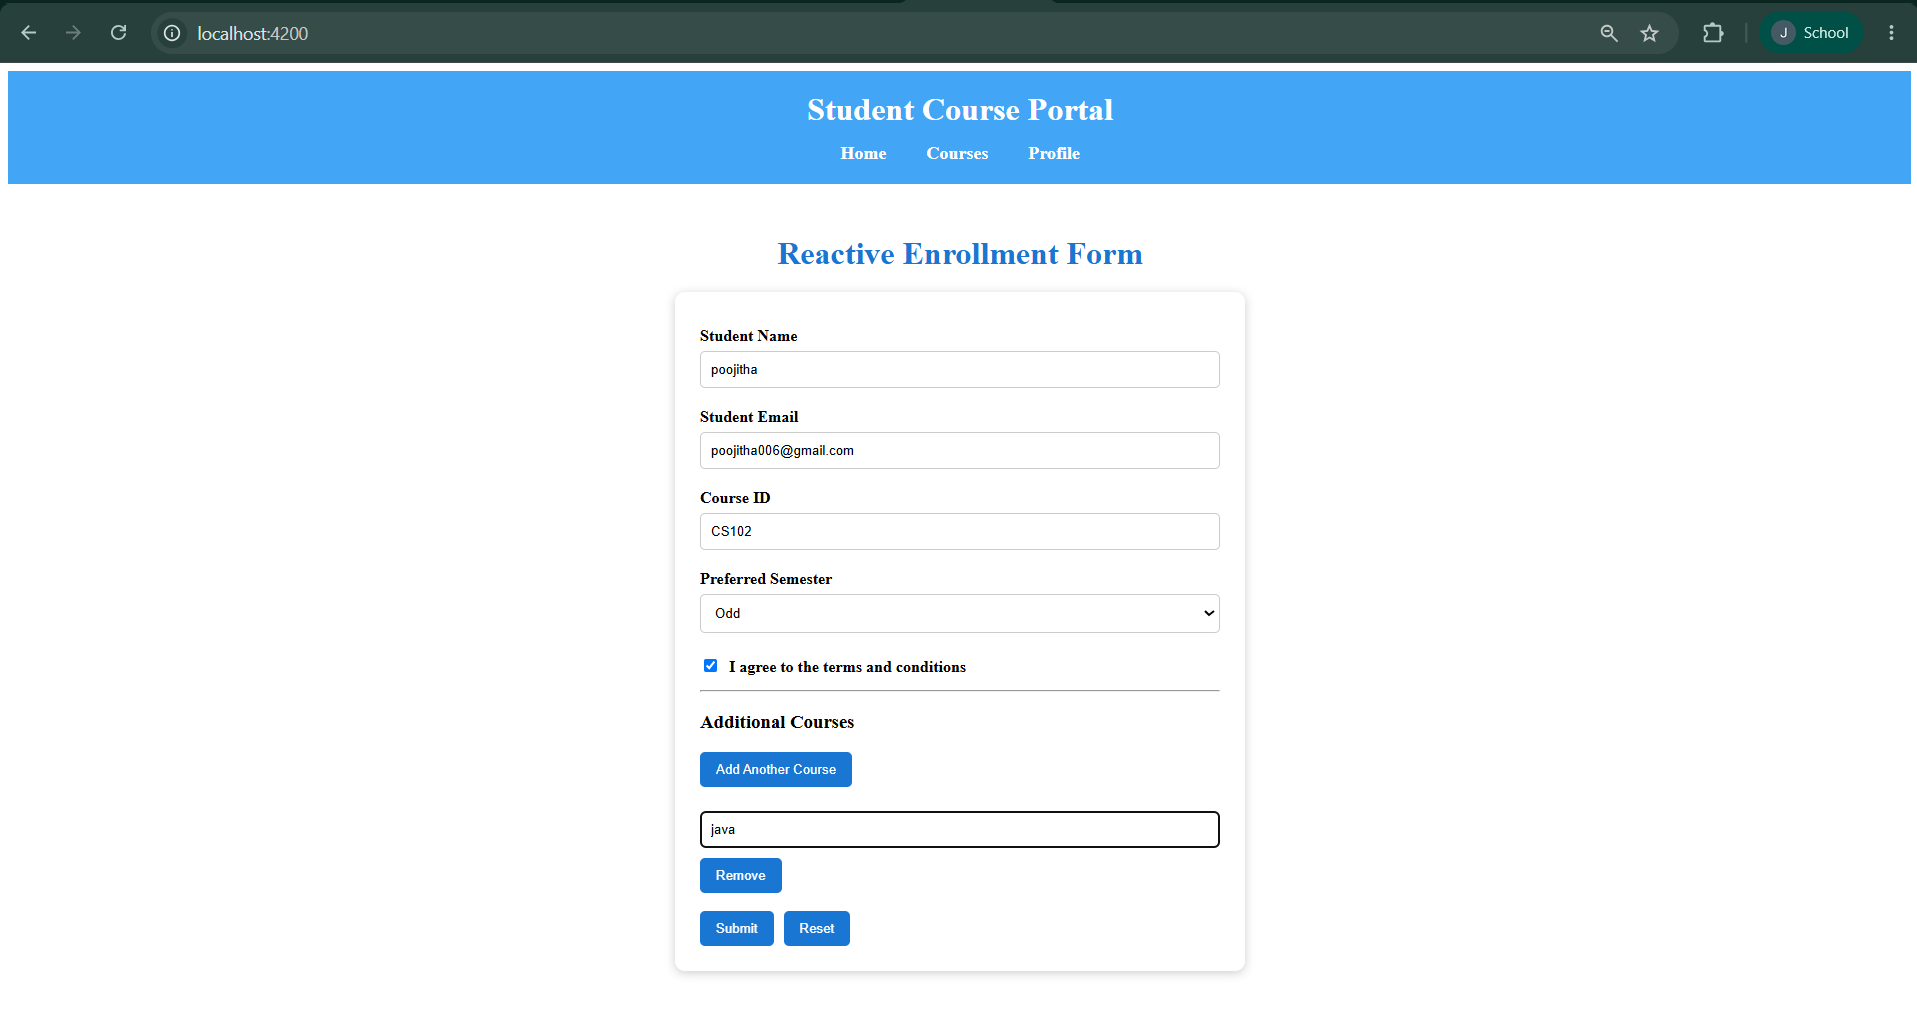 localhost:4200
J School
Student Course Portal
Home Courses Profile
Reactive Enrollment Form
Student Name
poojitha
Student Email
poojitha006@gmail.com
Course ID
CS102
Preferred Semester
Odd
I agree to the terms and conditions
Additional Courses
Add Another Course
java
Remove
Submit Reset